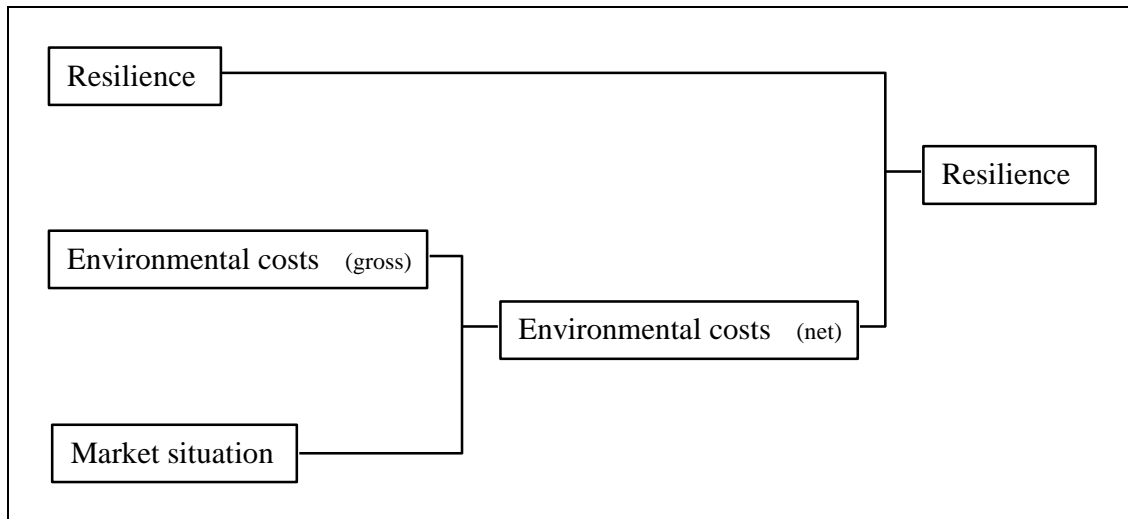 Resilience
Resilience
Environmental costs (gross)
Environmental costs (net)
Market situation